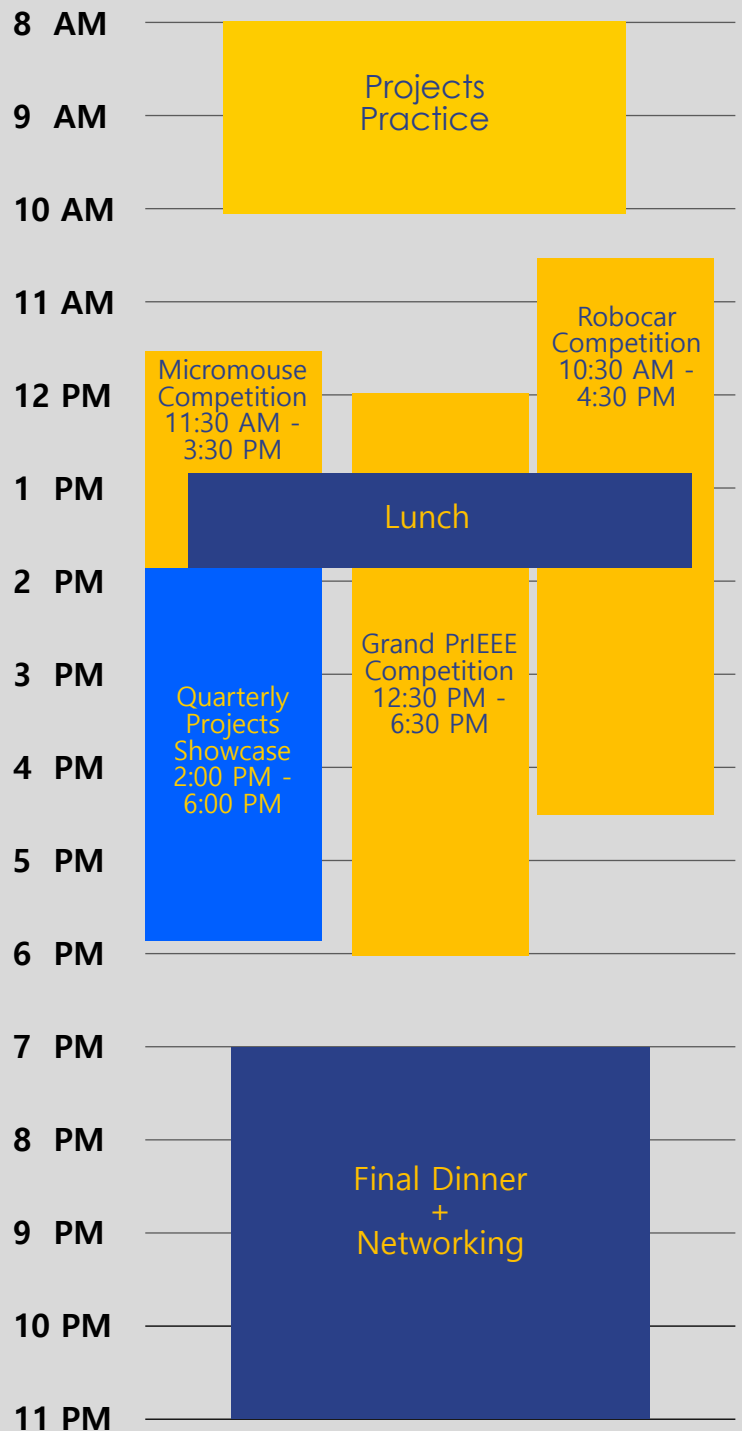 8 AM
Projects
Practice
9 AM
10 AM
11 AM
Robocar
Competition
10:30 AM -
4:30 PM
Micromouse
Competition
11:30 AM -
3:30 PM
12 PM
1 PM
Lunch
2 PM
Grand PrIEEE
Competition
12:30 PM -
6:30 PM
3 PM
Quarterly
Projects
Showcase
2:00 PM -
6:00 PM
4 PM
5 PM
6 PM
7 PM
8 PM
Final Dinner
+
Networking
9 PM
10 PM
11 PM